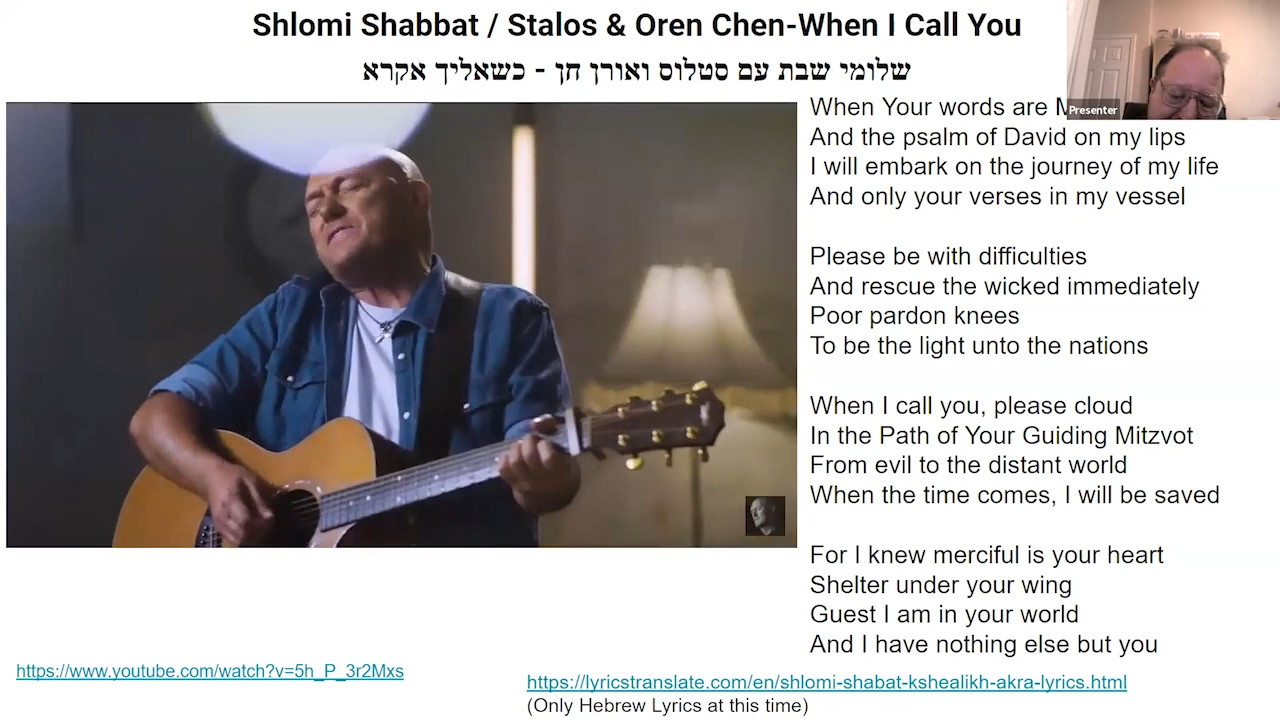 Shlomi Shabbat / Stalos & Oren Chen-When I Call You
שלומי שבת עם סטלוס ואורן חן - כשאליך אקרא
Presenter
When Your words are
And the psalm of David on my lips
I will embark on the journey of my life
And only your verses in my vessel
Please be with difficulties
And rescue the wicked immediately
Poor pardon knees
To be the light unto the nations
When I call you, please cloud
In the Path of Your Guiding Mitzvot
From evil to the distant world
When the time comes, I will be saved
For I knew merciful is your heart
Shelter under your wing
Guest I am in your world
And I have nothing else but you
https://www.youtube.com/watch?v=5h_P_3r2Mxs
https://lyricstranslate.com/en/shlomi-shabat-kshealikh-akra-lyrics.html
(Only Hebrew Lyrics at this time)